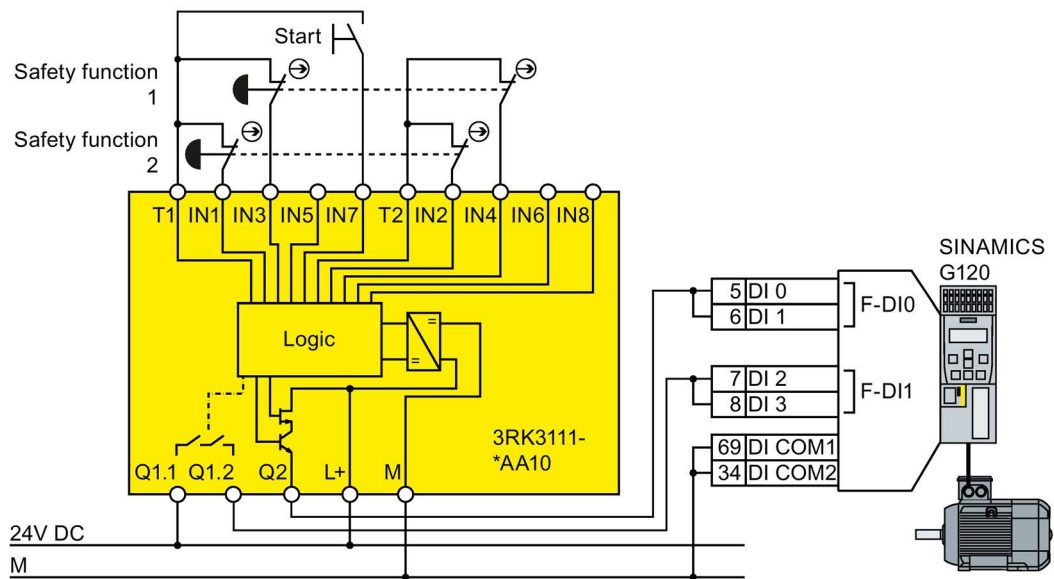 Start
Safety function
1
Safety function
2
T1 IN1 IN3 IN5 IN7 T2 IN2 IN4 IN6 IN8
SINAMICS
G120
5 DI 0
6 DI 1
F-DI0
Logic
=
=
7 DI 2
8 DI 3
F-DI1
3RK3111-
*AA10
69 DI COM1
34 DI COM2
Q1.1 Q1.2 Q2 L+ M
24V DC
M